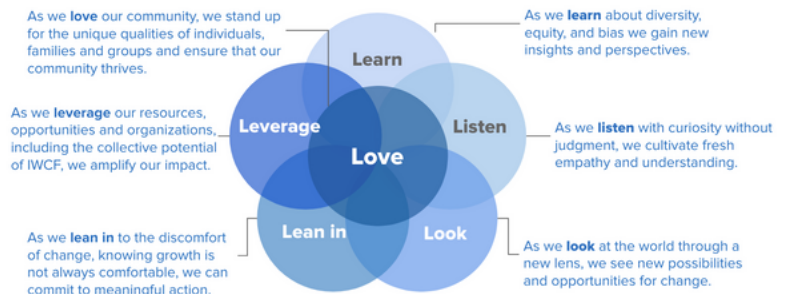 As we love our community, we stand up
for the unique qualities of individuals,
families and groups and ensure that our
community thrives.
As we learn about diversity,
equity, and bias we gain new
insights and perspectives.
Learn
As we leverage our resources,
opportunities and organizations,
including the collective potential
of IWCF, we amplify our impact.
Leverage
Listen
As we listen with curiosity without
judgment, we cultivate fresh
empathy and understanding.
Love
As we lean in to the discomfort
of change, knowing growth is
not always comfortable, we can
commit to meaningful action.
Lean in
Look
As we look at the world through a
new lens, we see new possibilities
and opportunities for change.